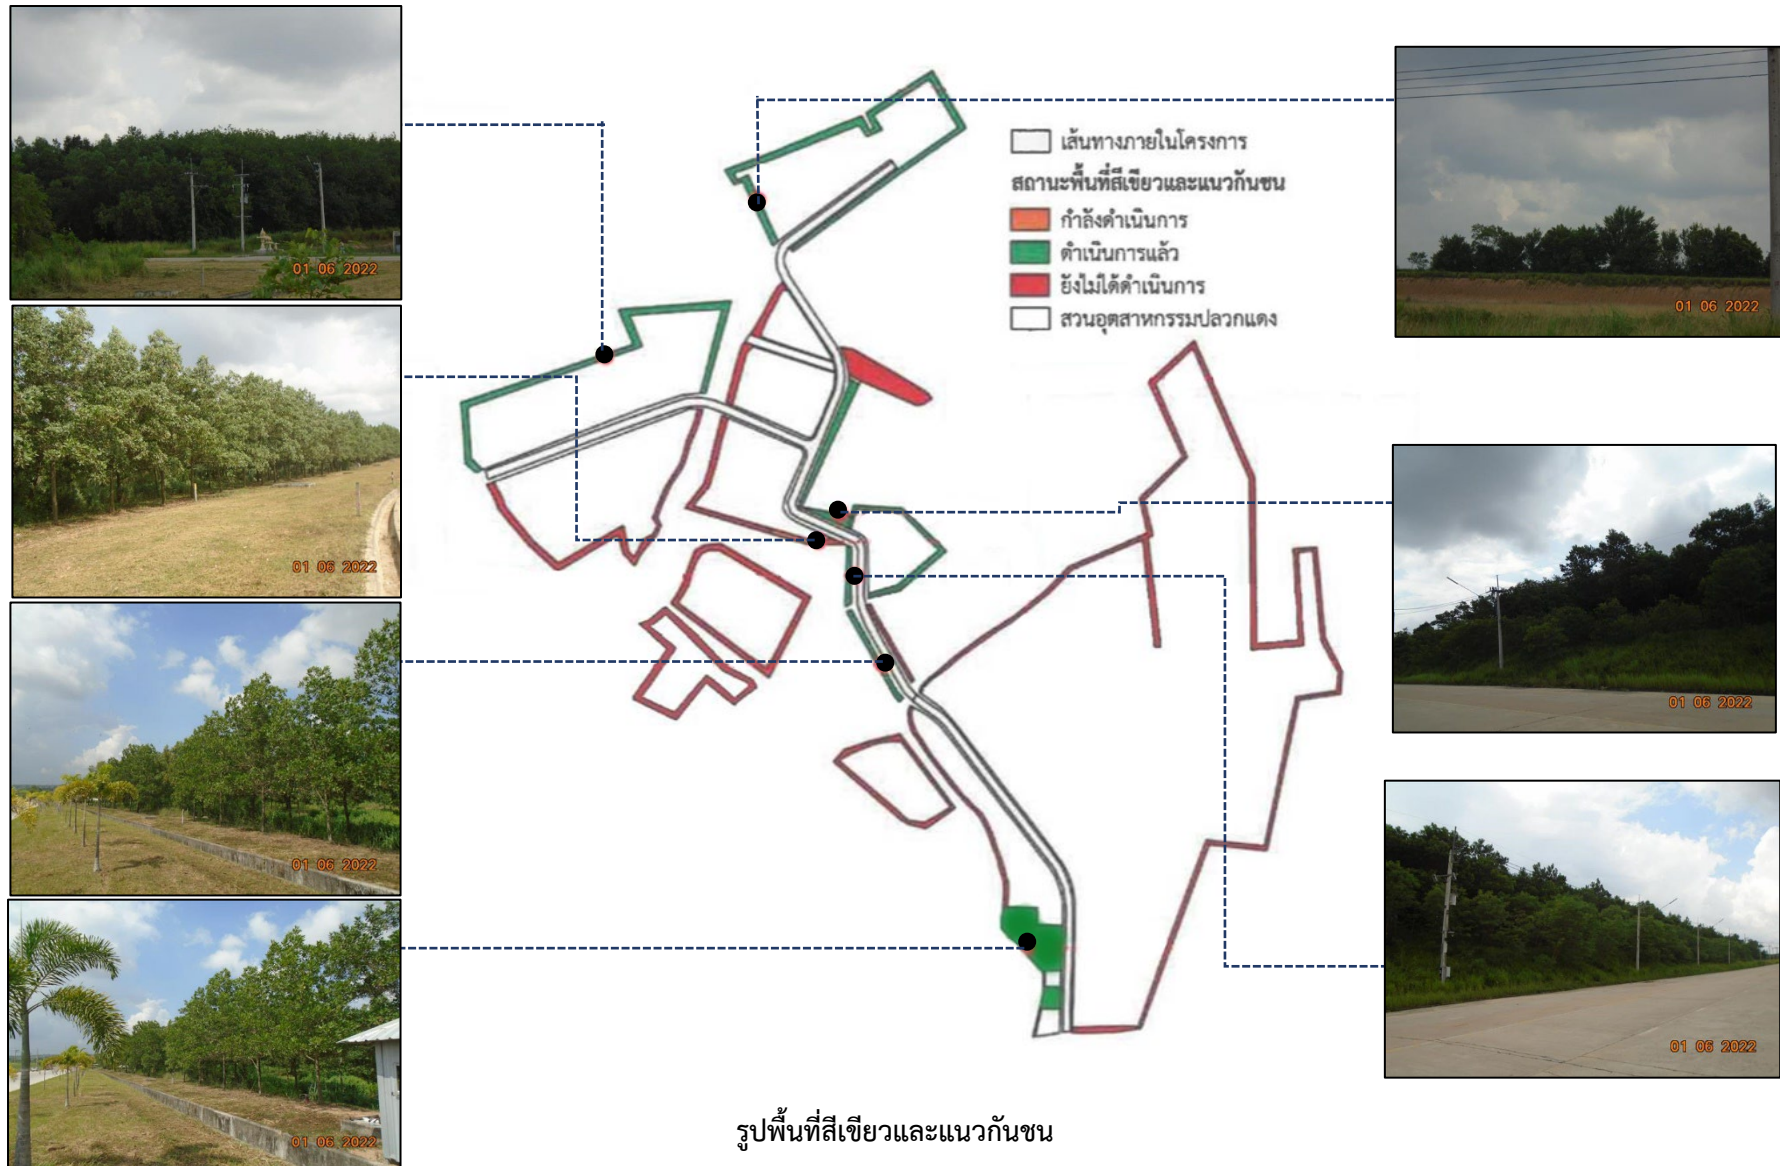 01 06 2022
01 06 2022
01 06 2022
01 06 2022
เส้นทางภายในโครงการ
สถานะพื้นที่สีเขียวและแนวกันชน
กำลังดำเนินการ
ดำเนินการแล้ว
ยังไม่ได้ดำเนินการ
สวนอุตสาหกรรมปลวกแดง
01 06 2022
01 06 2022
01 06 2022
รูปพื้นที่สีเขียวและแนวกันชน